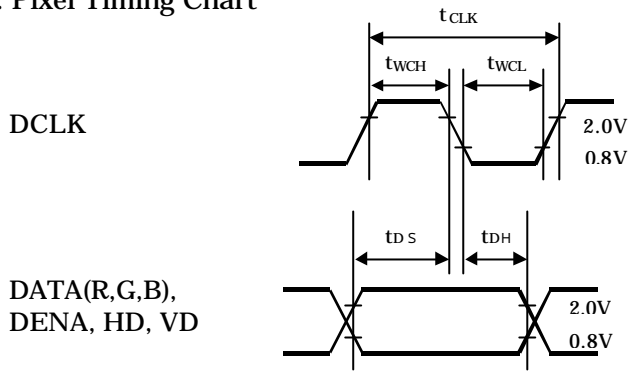 . Pixel Timing Chart
tCLK
tWCH tWCL
DCLK
2.0V
0.8V
tDS tDH
DATA(R,G,B),
DENA, HD, VD
2.0V
0.8V